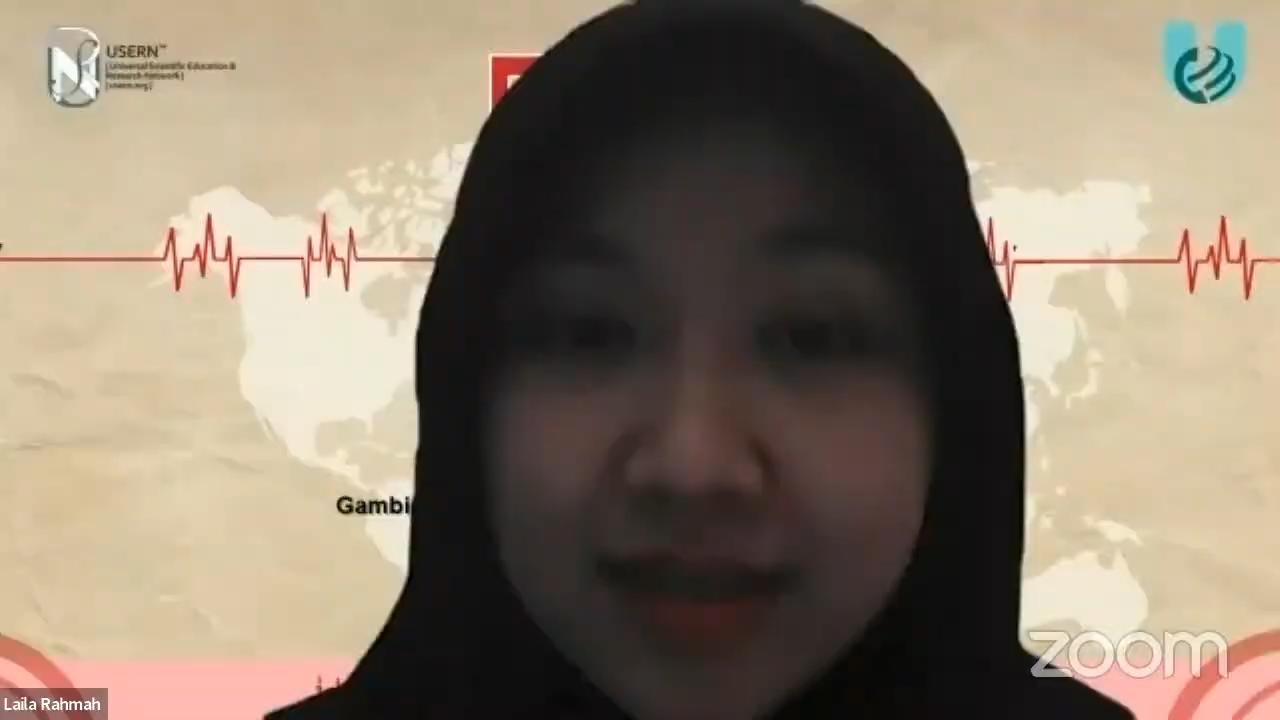 USERN™
[Universal Scientific Education &
Research Network]
[usern.org]
Gambi
zoom
Laila Rahmah